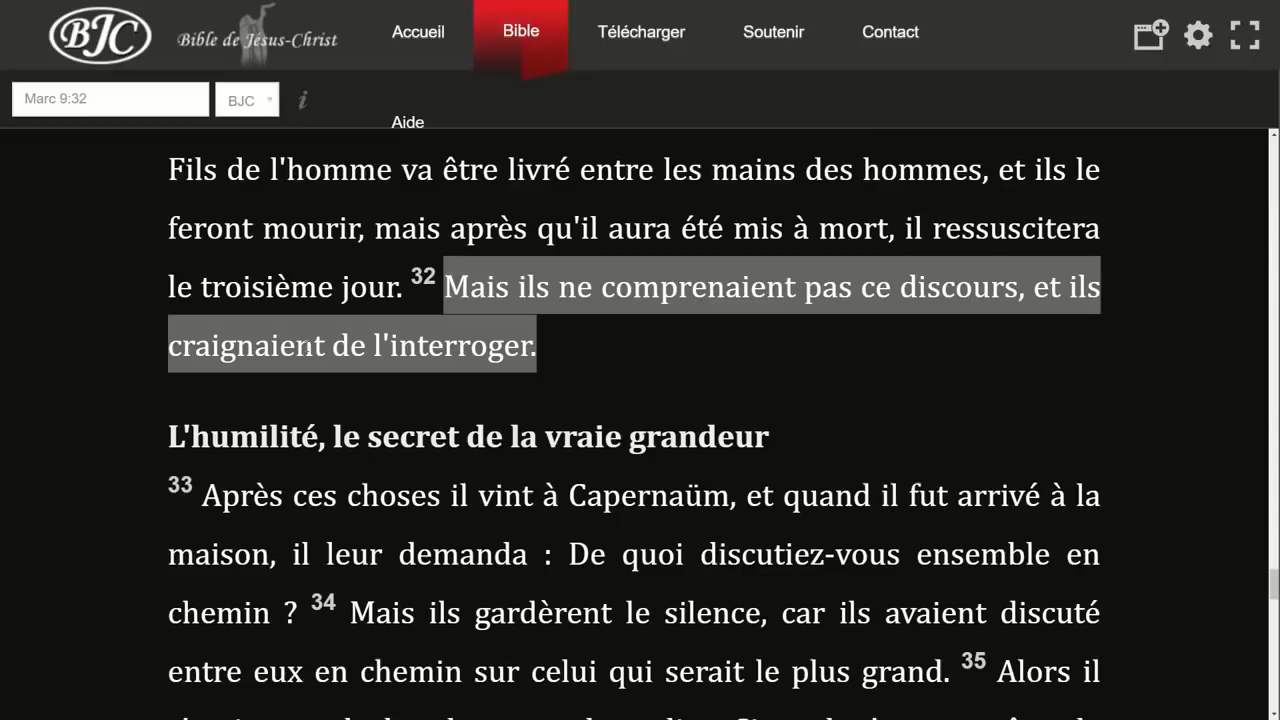 BJC
Bible de Jésus-Christ
Accueil
Bible
Télécharger
Soutenir
Contact
Marc 9:32
BJC
i
Aide
Fils de l'homme va être livré entre les mains des hommes, et ils le
feront mourir, mais après qu'il aura été mis à mort, il ressuscitera
le troisième jour. 32 Mais ils ne comprenaient pas ce discours, et ils
craignaient de l'interroger.
L'humilité, le secret de la vraie grandeur
33 Après ces choses il vint à Capernaüm, et quand il fut arrivé à la
maison, il leur demanda : De quoi discutiez-vous ensemble en
chemin ? 34 Mais ils gardèrent le silence, car ils avaient discuté
entre eux en chemin sur celui qui serait le plus grand. 35 Alors il